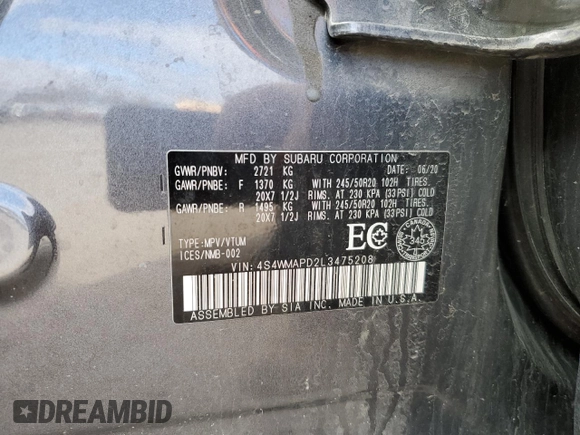 MFD BY SUBARU CORPORATION
GVWR/PNBV: 2721 KG DATE: 06/20
GAWR/PNBE: F 1370 KG WITH 245/50R20 102H TIRES
20X7 1/2J RIMS AT 230 KPA (33PSI) COLD
GAWR/PNBE: R 1495 KG WITH 245/50R20 102H TIRES
20X7 1/2J RIMS AT 230 KPA (33PSI) COLD
TYPE:MPV/VTUM
ICES/NMB-002
EC
345
VIN: 4S4WMAPD2L3475208
ASSEMBLED BY SIA INC. MADE IN U.S.A.
DREAMBID